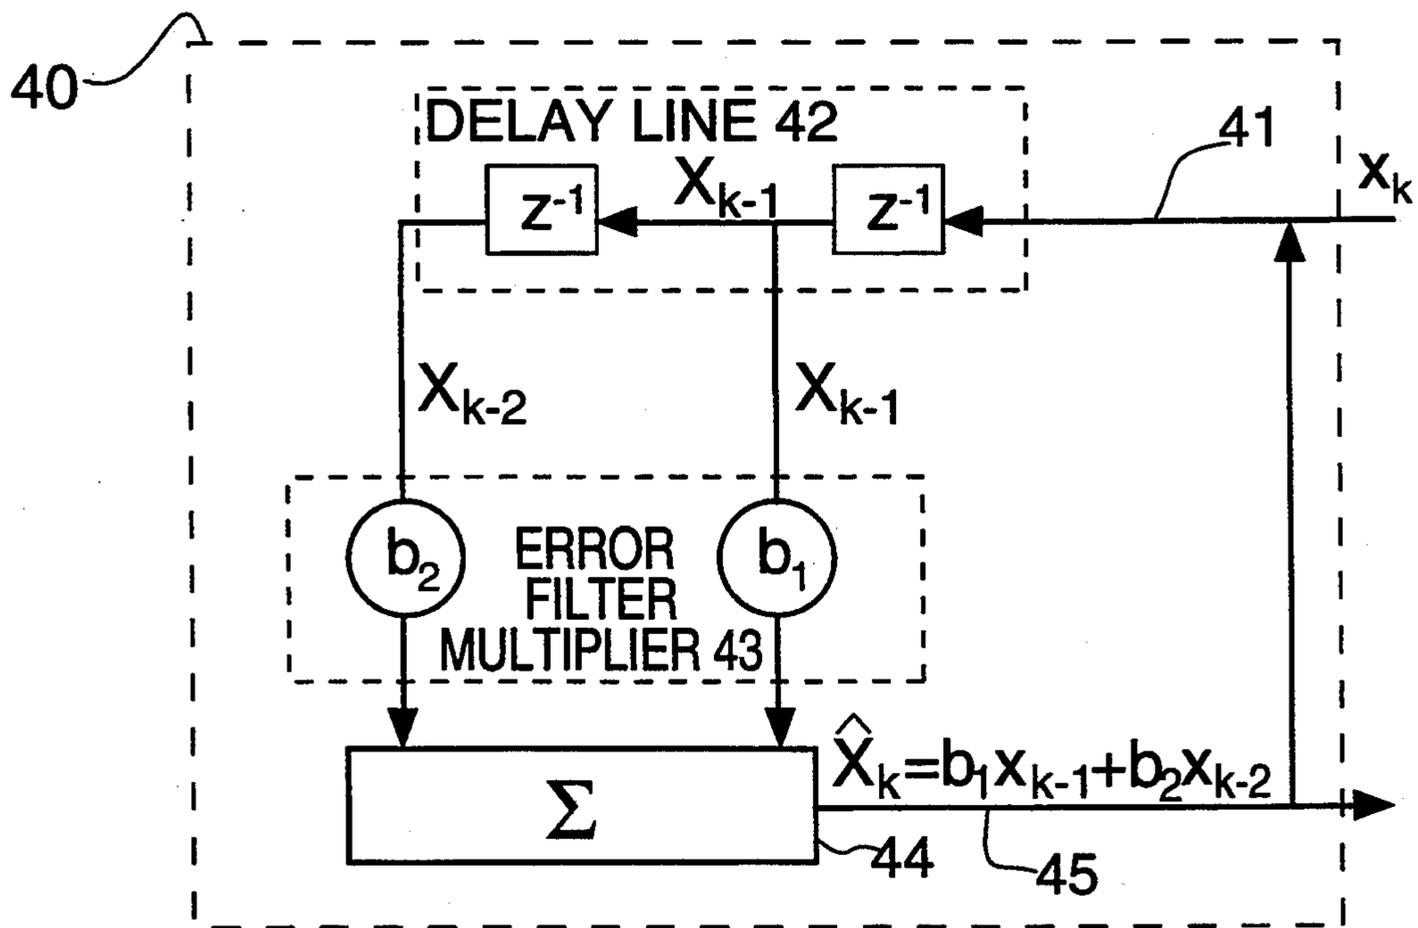 40
DELAY LINE 42
41
x_k
z^-1
X_k-1
z^-1
X_k-2
X_k-1
b_2
ERROR
FILTER
MULTIPLIER 43
b_1
Σ
X̂_k=b_1x_k-1+b_2x_k-2
44
45